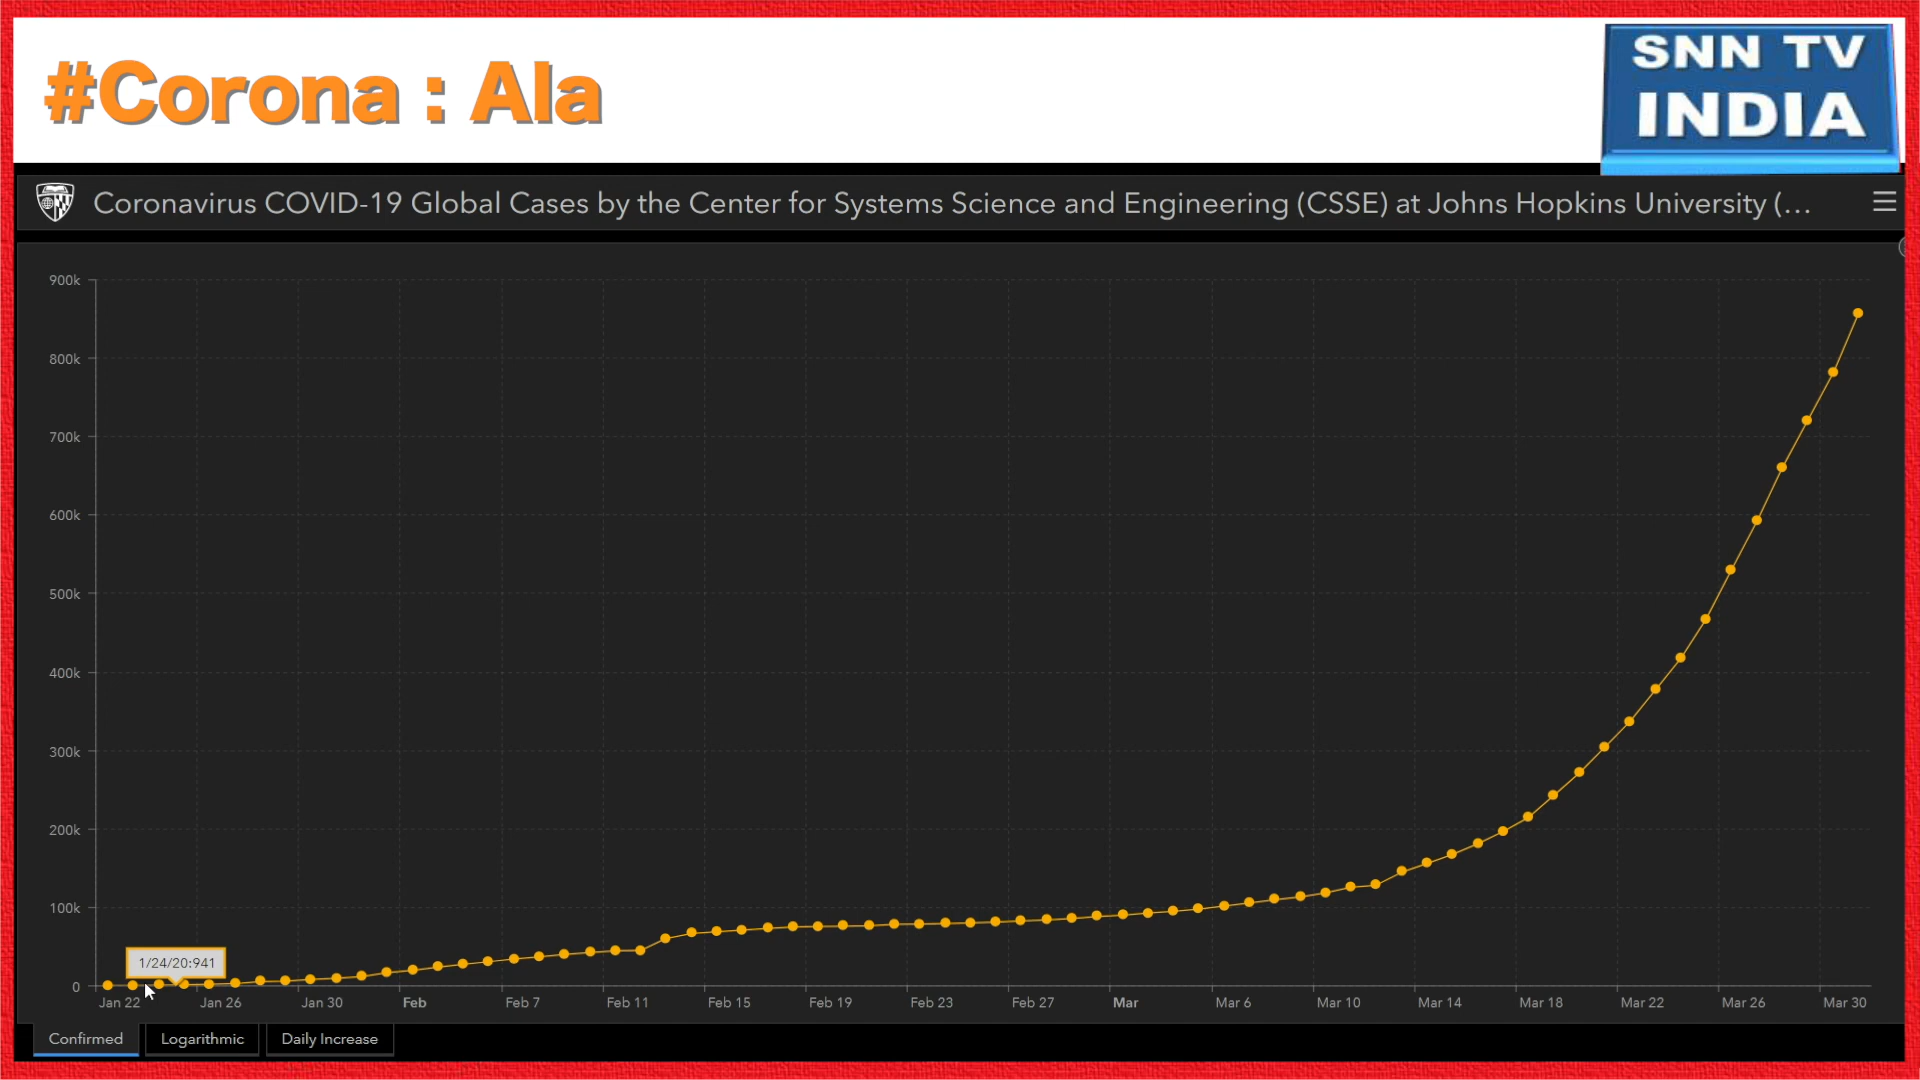 #Corona : Ala
SNN TV
INDIA
Coronavirus COVID-19 Global Cases by the Center for Systems Science and Engineering (CSSE) at Johns Hopkins University (...
900k
800k
700k
600k
500k
400k
300k
200k
100k
0
1/24/20:941
Jan 22 Jan 26 Jan 30 Feb Feb 7 Feb 11 Feb 15 Feb 19 Feb 23 Feb 27 Mar Mar 6 Mar 10 Mar 14 Mar 18 Mar 22 Mar 26 Mar 30
Confirmed Logarithmic Daily Increase